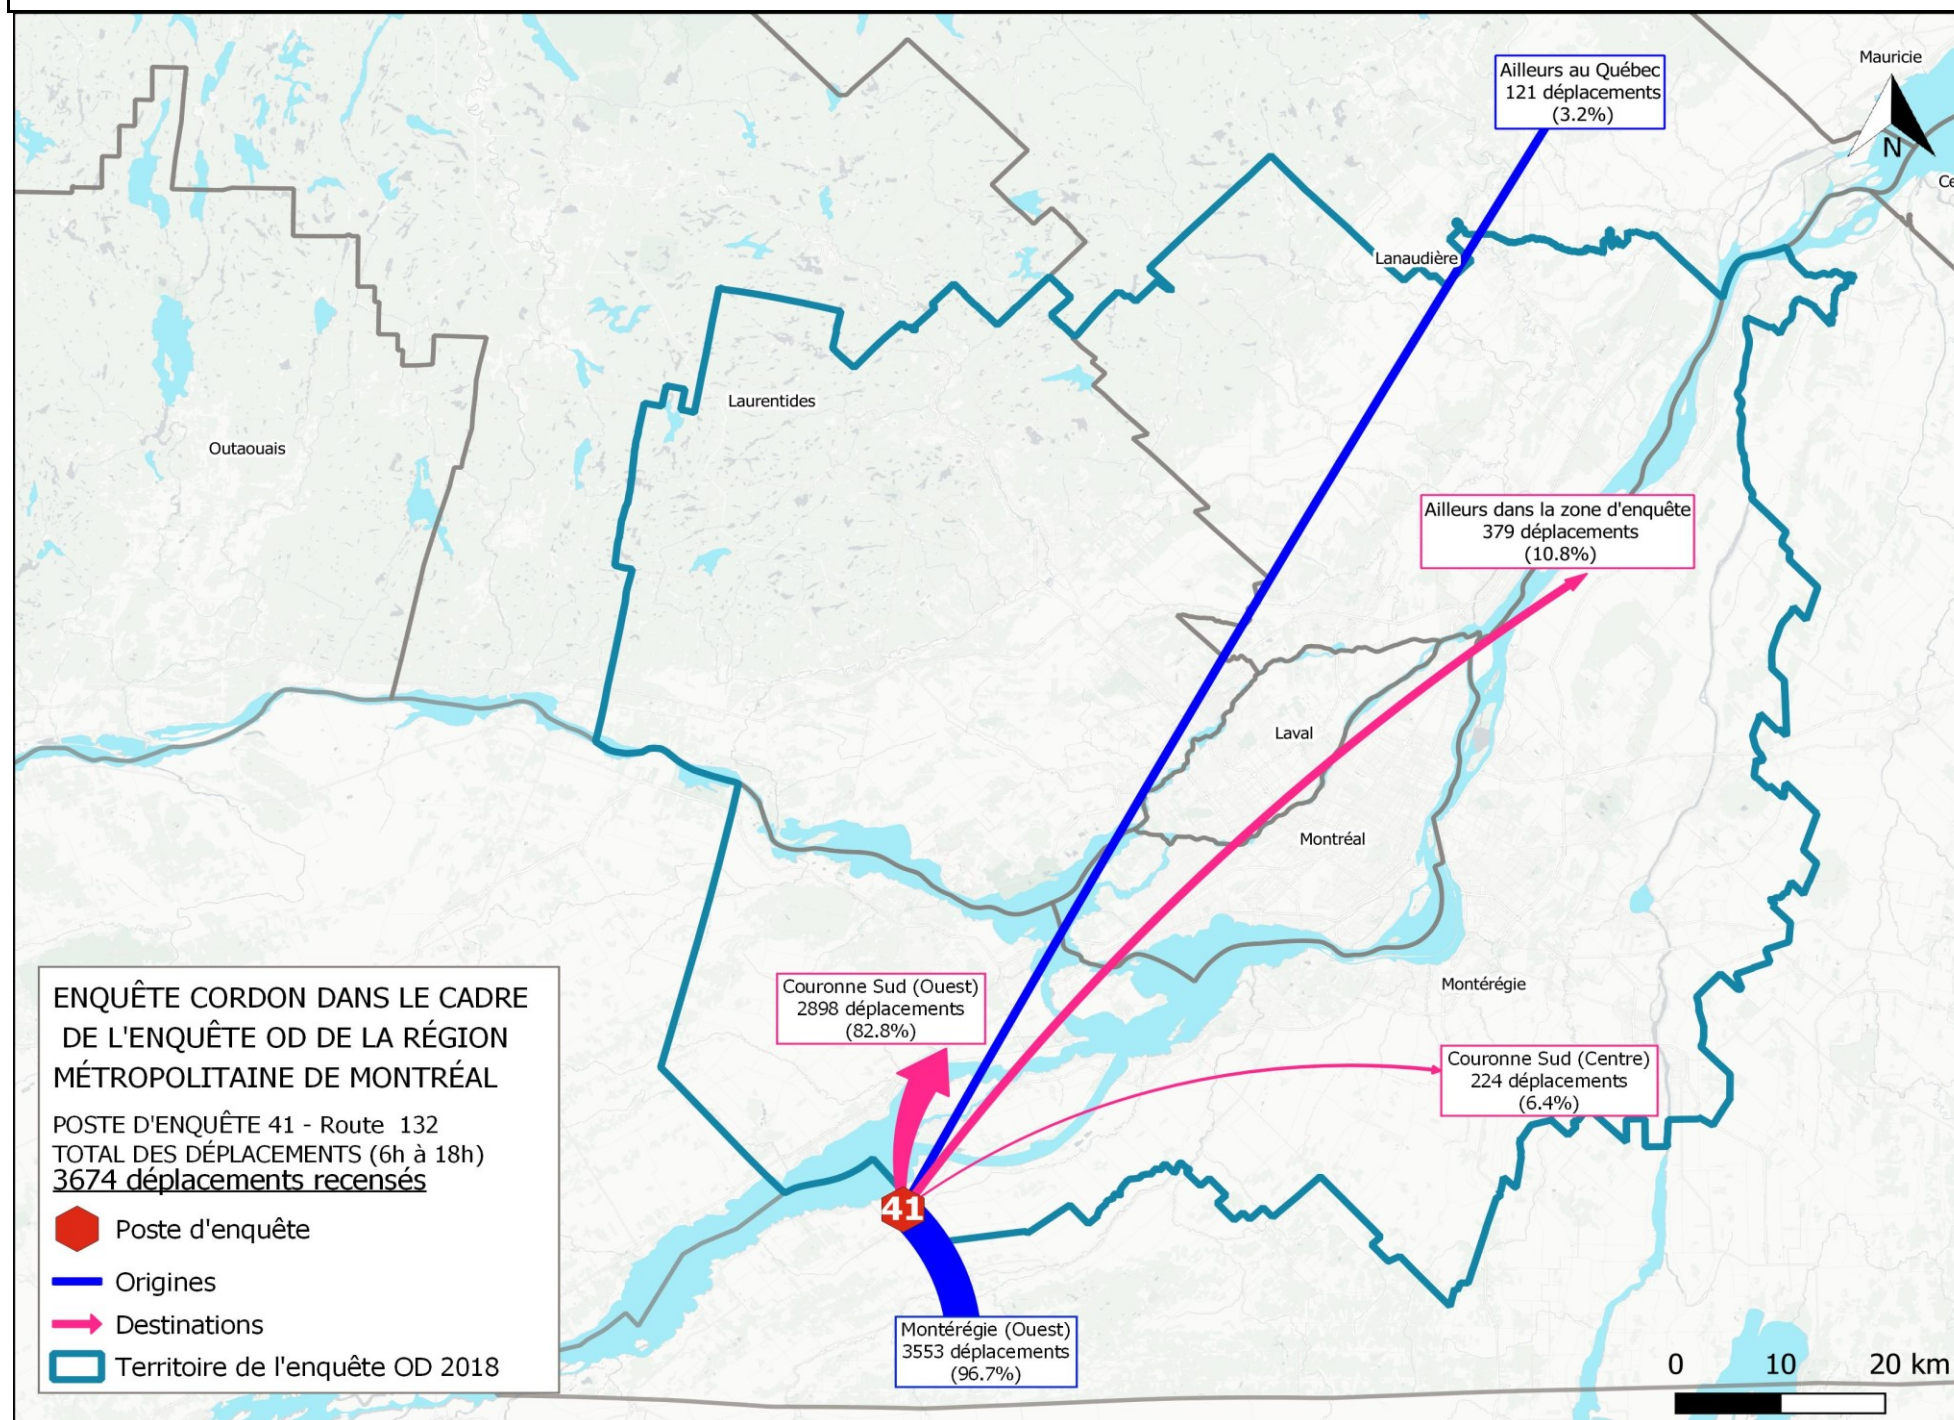 Mauricie
Ailleurs au Québec
121 déplacements
(3.2%)
N
Ce
Lanaudière
Laurentides
Outaouais
Ailleurs dans la zone d'enquête
379 déplacements
(10.8%)
Laval
Montréal
Montérégie
Couronne Sud (Ouest)
2898 déplacements
(82.8%)
Couronne Sud (Centre)
224 déplacements
(6.4%)
41
Montérégie (Ouest)
3553 déplacements
(96.7%)
ENQUÊTE CORDON DANS LE CADRE
DE L'ENQUÊTE OD DE LA RÉGION
MÉTROPOLITAINE DE MONTRÉAL
POSTE D'ENQUÊTE 41 - Route 132
TOTAL DES DÉPLACEMENTS (6h à 18h)
3674 déplacements recensés
Poste d'enquête
Origines
Destinations
Territoire de l'enquête OD 2018
0 10 20 km